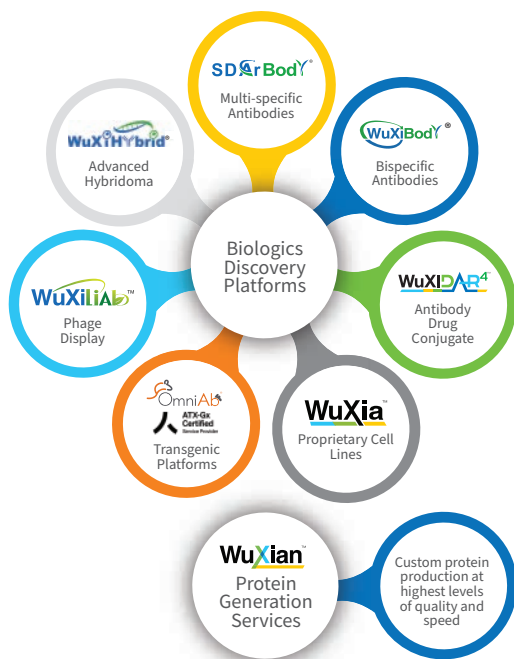 SDArBodY®
Multi-specific
Antibodies
WuXiHYbrid®
Advanced
Hybridoma
WuXiBodY®
Bispecific
Antibodies
Biologics
Discovery
Platforms
WuXiLiAb™
Phage
Display
WUXIDAR4™
Antibody
Drug
Conjugate
OmniAb®
ATX-Gx
Certified
Service Provider
Transgenic
Platforms
WuXia™
Proprietary Cell
Lines
WuXian™
Protein
Generation
Services
Custom protein
production at
highest levels
of quality and
speed